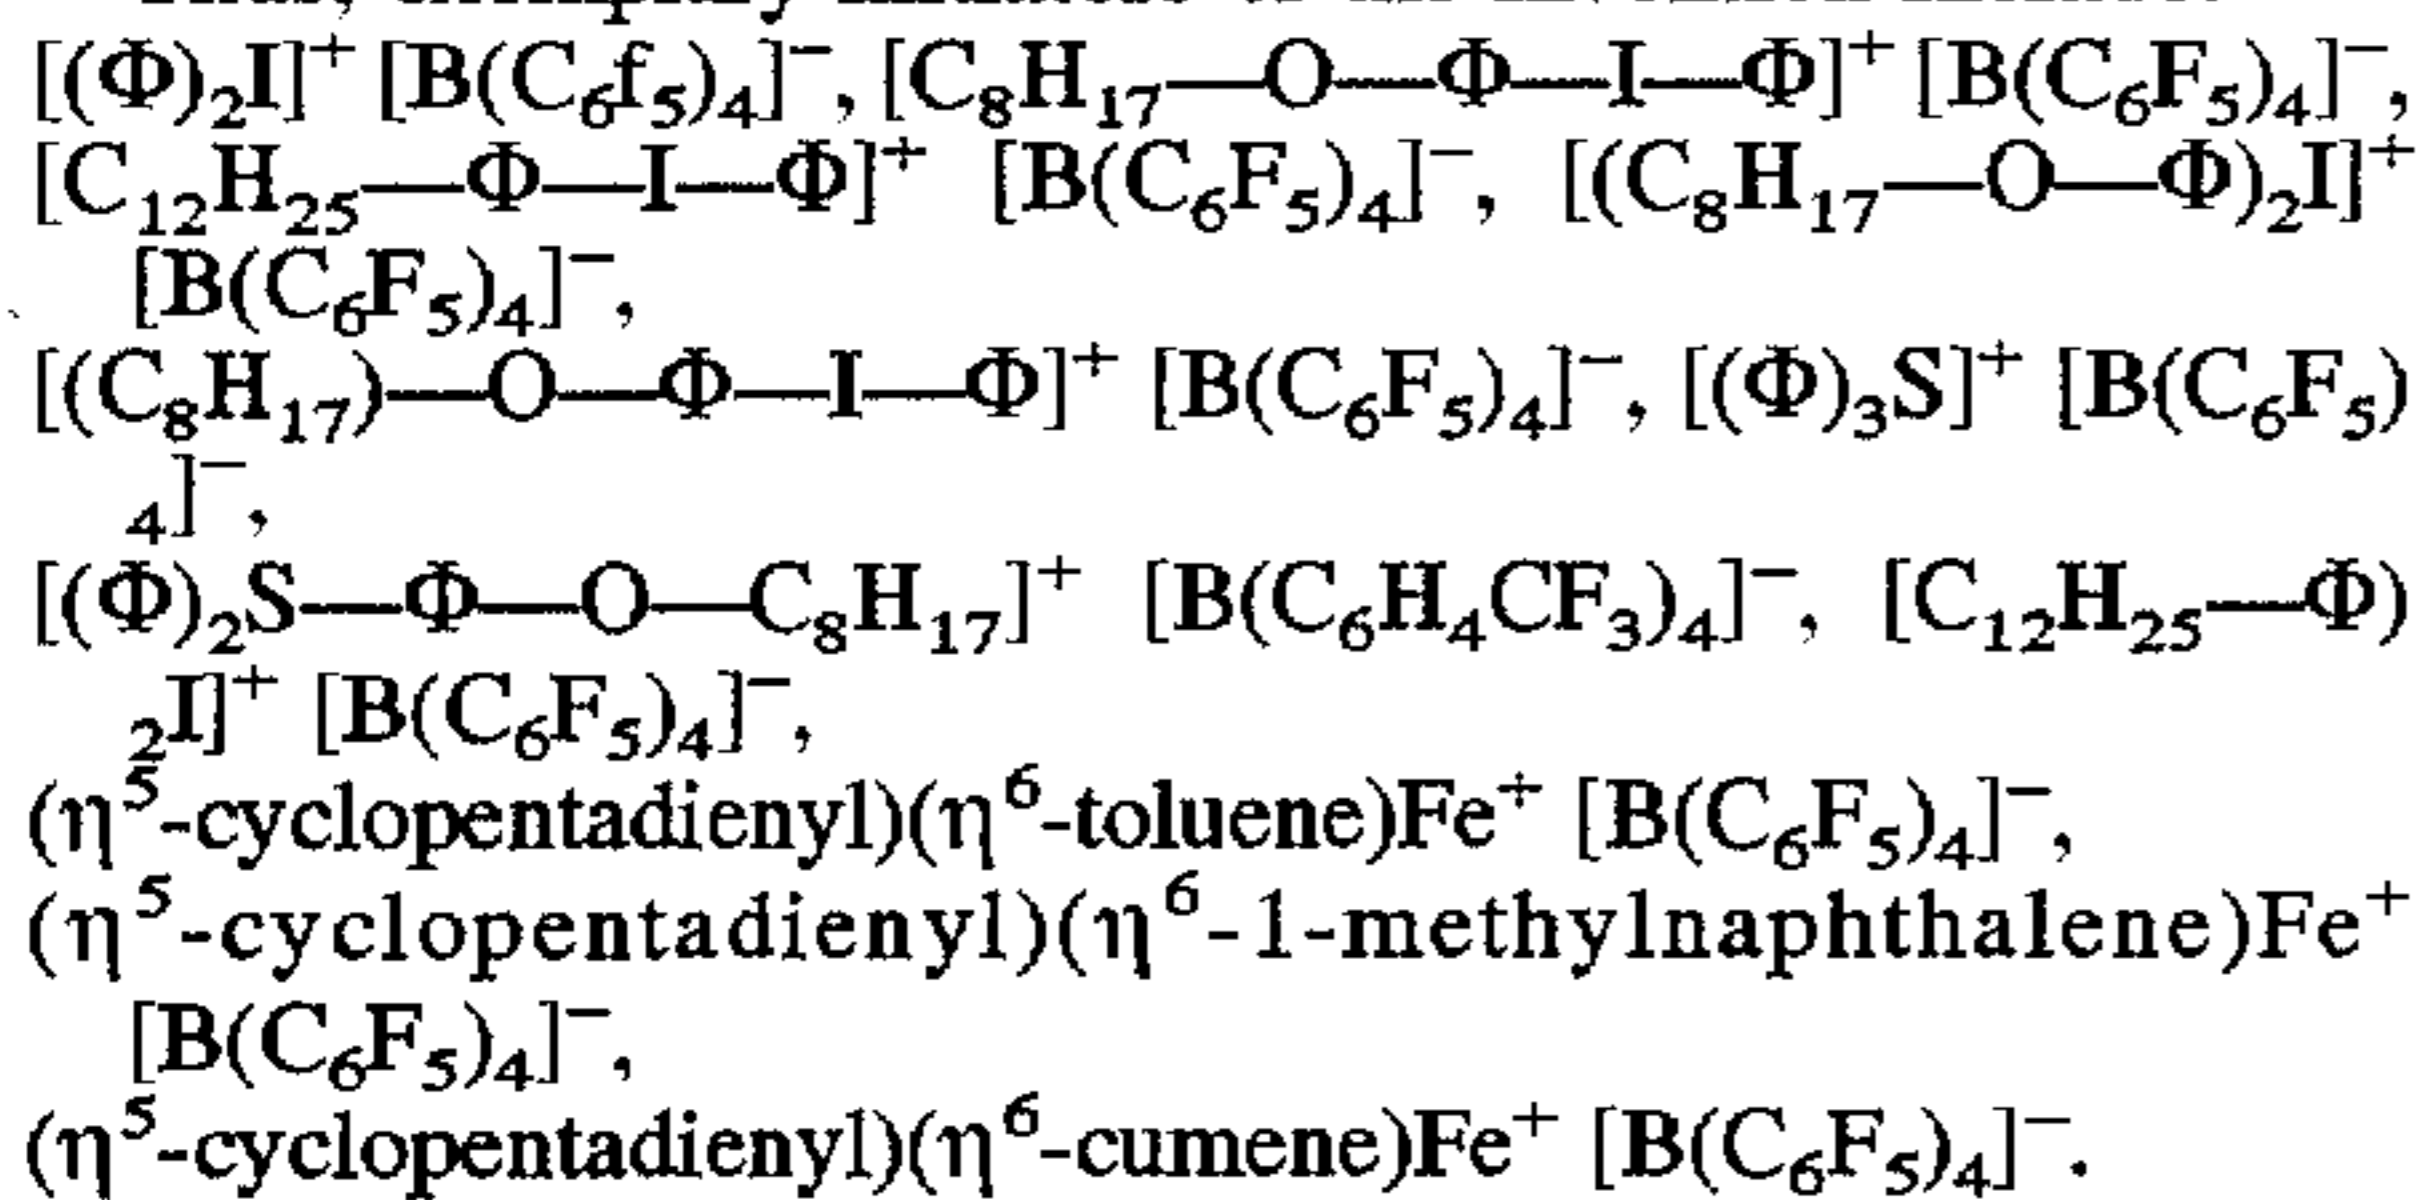 [(Φ)₂I]⁺ [B(C₆f₅)₄]⁻, [C₈H₁₇—O—Φ—I—Φ]⁺ [B(C₆F₅)₄]⁻,
[C₁₂H₂₅—Φ—I—Φ]⁺ [B(C₆F₅)₄]⁻, [(C₈H₁₇—O—Φ)₂I]⁺
[B(C₆F₅)₄]⁻,
[(C₈H₁₇)—O—Φ—I—Φ]⁺ [B(C₆F₅)₄]⁻, [(Φ)₃S]⁺ [B(C₆F₅)
₄]⁻,
[(Φ)₂S—Φ—O—C₈H₁₇]⁺ [B(C₆H₄CF₃)₄]⁻, [C₁₂H₂₅—Φ)
₂I]⁺ [B(C₆F₅)₄]⁻,
(η⁵-cyclopentadienyl)(η⁶-toluene)Fe⁺ [B(C₆F₅)₄]⁻,
(η⁵-cyclopentadienyl)(η⁶-1-methylnaphthalene)Fe⁺
[B(C₆F₅)₄]⁻,
(η⁵-cyclopentadienyl)(η⁶-cumene)Fe⁺ [B(C₆F₅)₄]⁻.